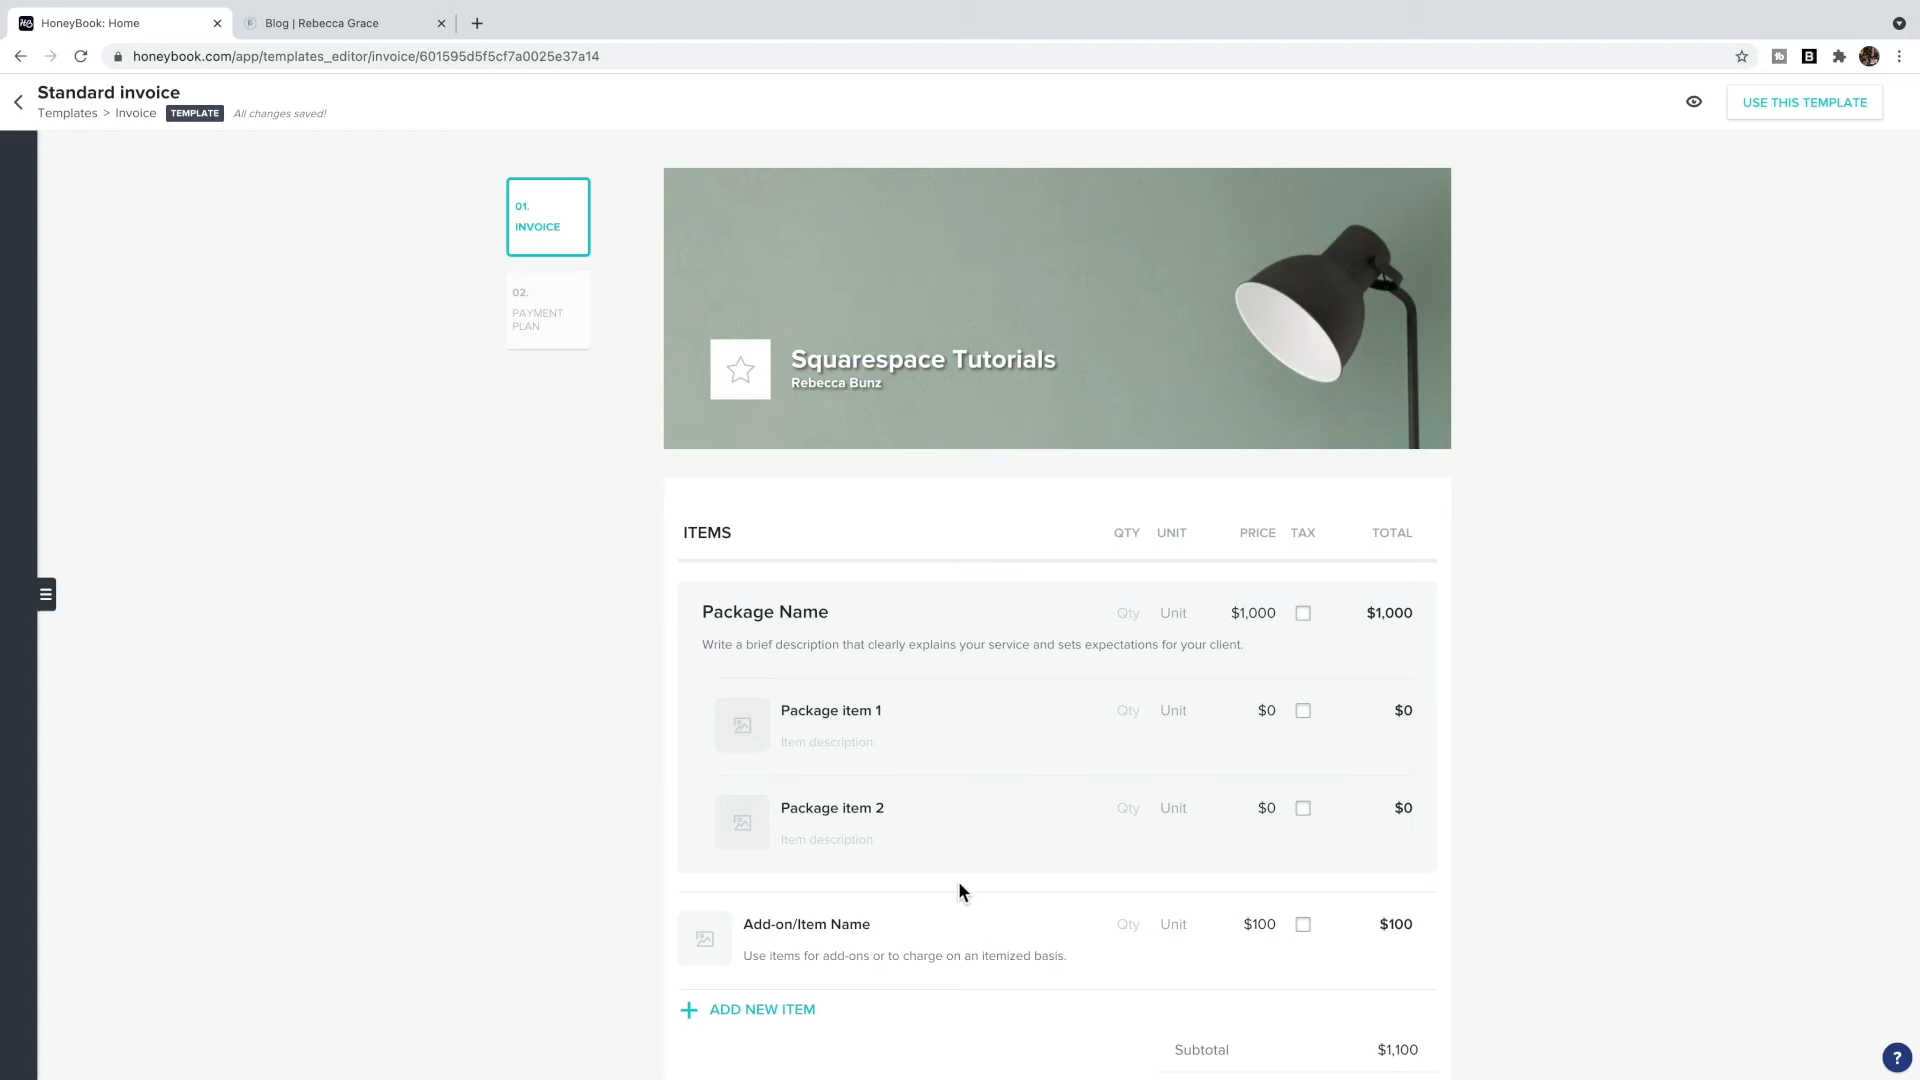 HoneyBook: Home
Blog | Rebecca Grace
honeybook.com/app/templates_editor/invoice/601595d5f5cf7a0025e37a14
Standard invoice
Templates > Invoice TEMPLATE All changes saved!
USE THIS TEMPLATE
01.
INVOICE
02.
PAYMENT
PLAN
Squarespace Tutorials
Rebecca Bunz
ITEMS QTY UNIT PRICE TAX TOTAL
Package Name Qty Unit $1,000 $1,000
Write a brief description that clearly explains your service and sets expectations for your client.
Package item 1 Qty Unit $0 $0
Item description
Package item 2 Qty Unit $0 $0
Item description
Add-on/Item Name Qty Unit $100 $100
Use items for add-ons or to charge on an itemized basis.
+ ADD NEW ITEM
Subtotal $1,100
?